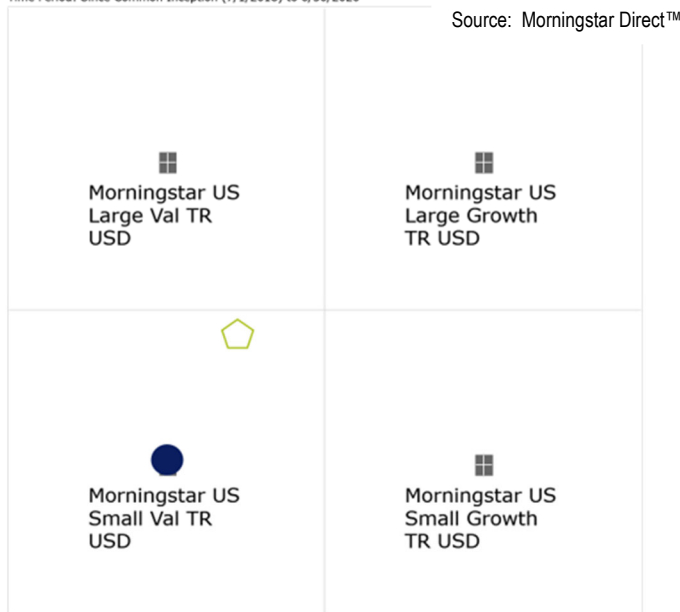 Source: Morningstar Direct™
Morningstar US
Large Val TR
USD
Morningstar US
Large Growth
TR USD
Morningstar US
Small Val TR
USD
Morningstar US
Small Growth
TR USD